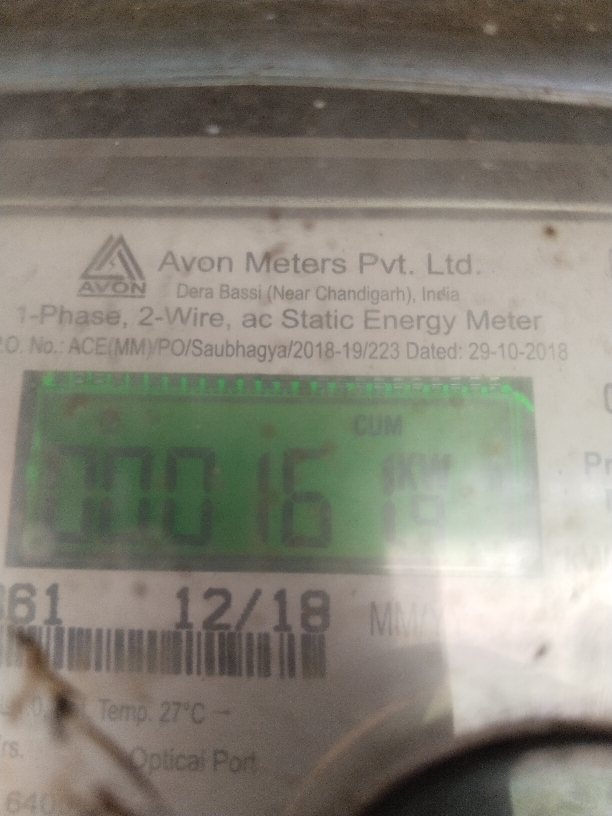 AVON
Avon Meters Pvt. Ltd.
Dera Bassi (Near Chandigarh), India
1-Phase, 2-Wire, ac Static Energy Meter
P.O. No.: ACE(MM)/PO/Saubhagya/2018-19/223 Dated: 29-10-2018
CUM
KW
00016
61 12/18 MM/
Temp. 27°C
Optical Port